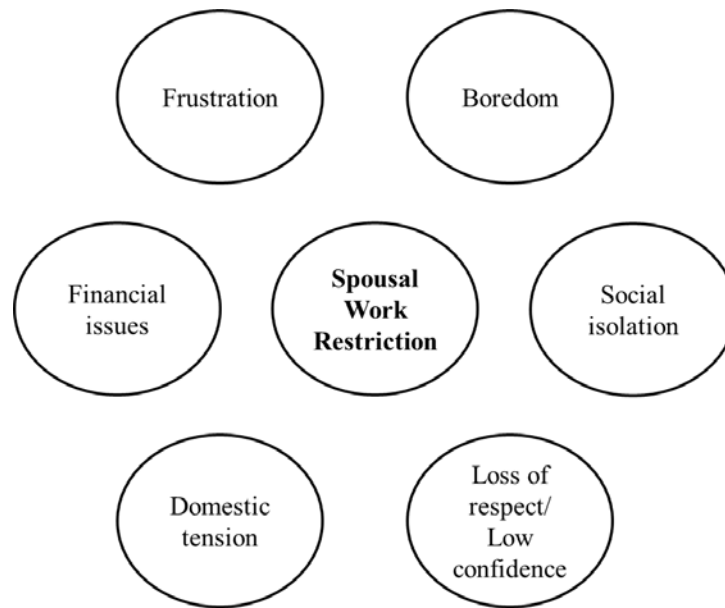 Frustration
Boredom
Financial
issues
Spousal
Work
Restriction
Social
isolation
Domestic
tension
Loss of
respect/
Low
confidence